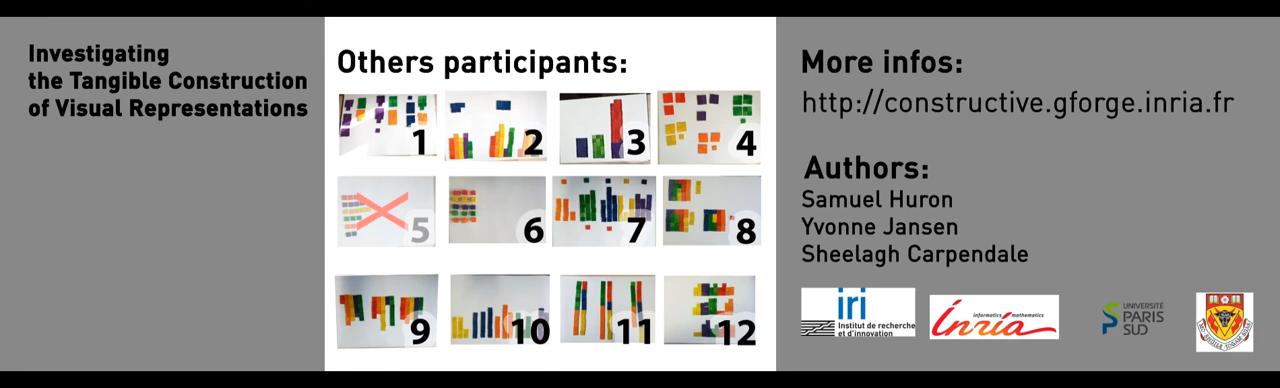 Investigating
the Tangible Construction
of Visual Representations
Others participants:
1
2
3
4
5
6
7
8
9
10
11
12
More infos:
http://constructive.gforge.inria.fr
Authors:
Samuel Huron
Yvonne Jansen
Sheelagh Carpendale
iri
Institut de recherche
et d'innovation
informatics mathematics
inria
UNIVERSITÉ
PARIS
SUD